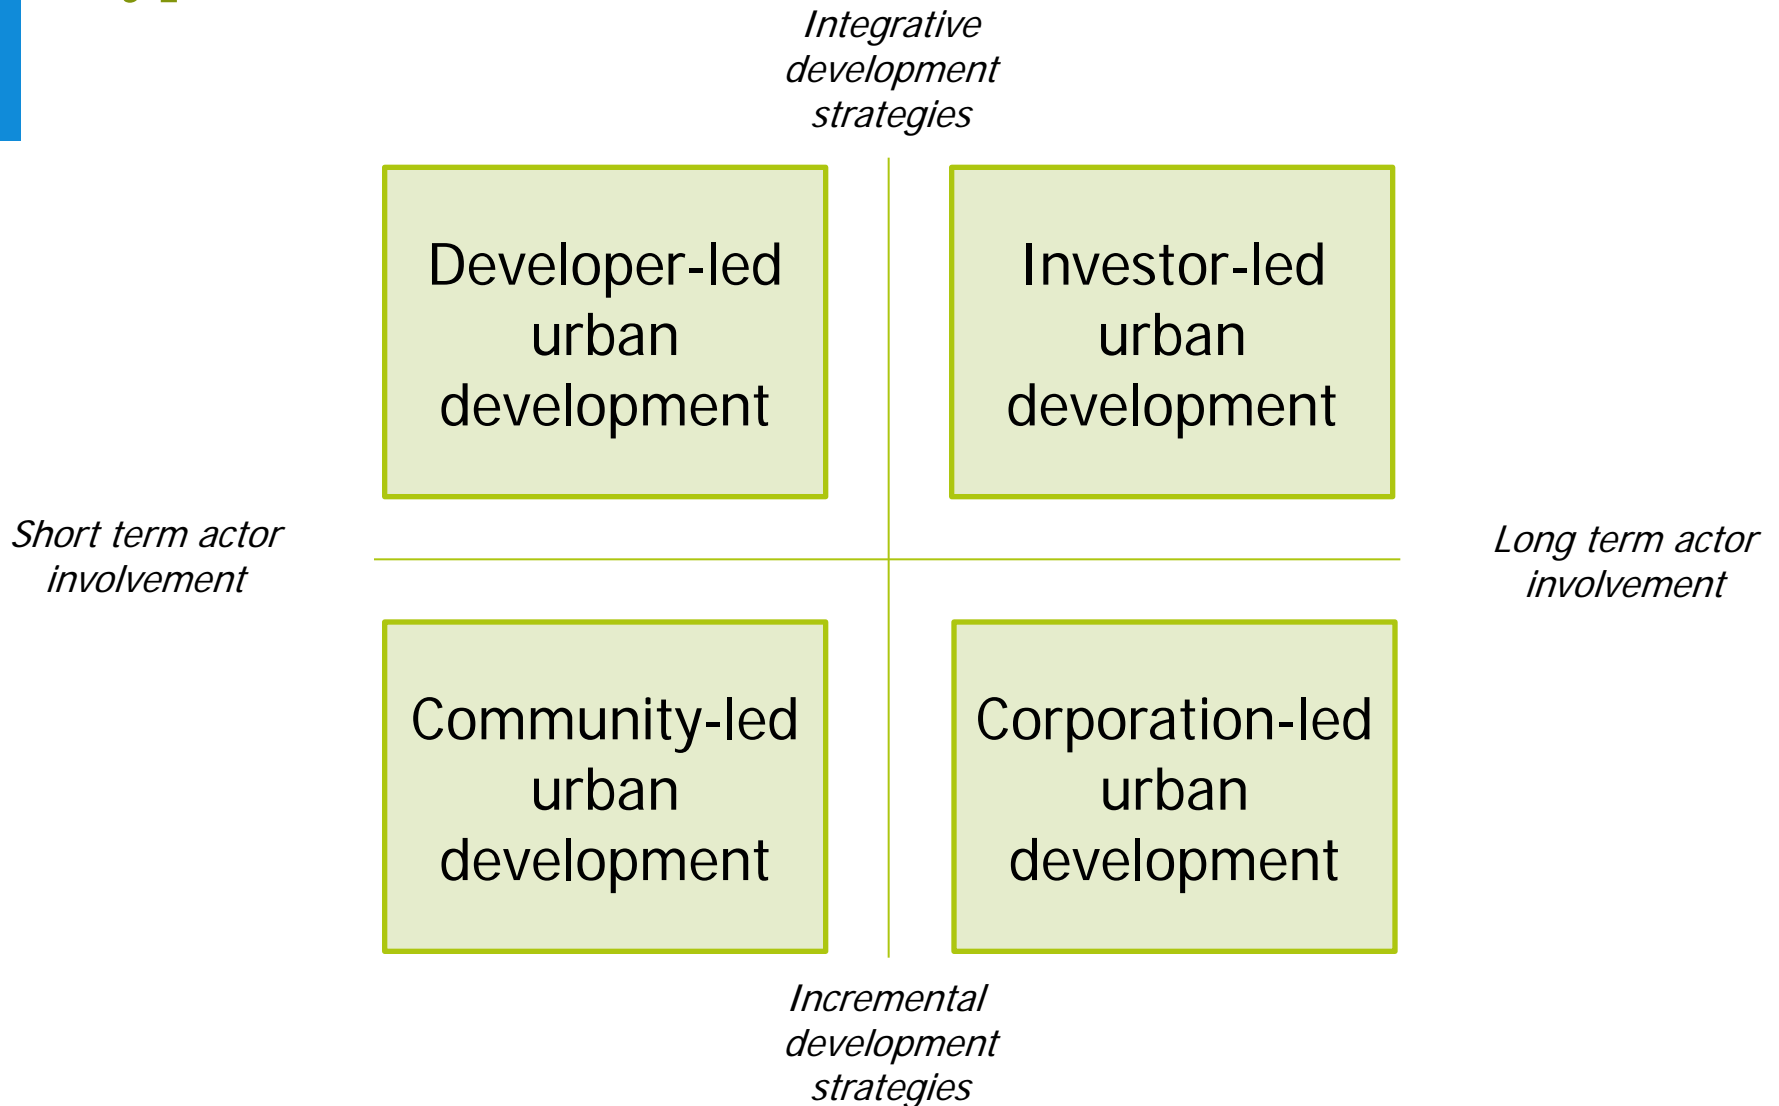 Integrative
development
strategies
Developer-led
urban
development
Investor-led
urban
development
Short term actor
involvement
Long term actor
involvement
Community-led
urban
development
Corporation-led
urban
development
Incremental
development
strategies